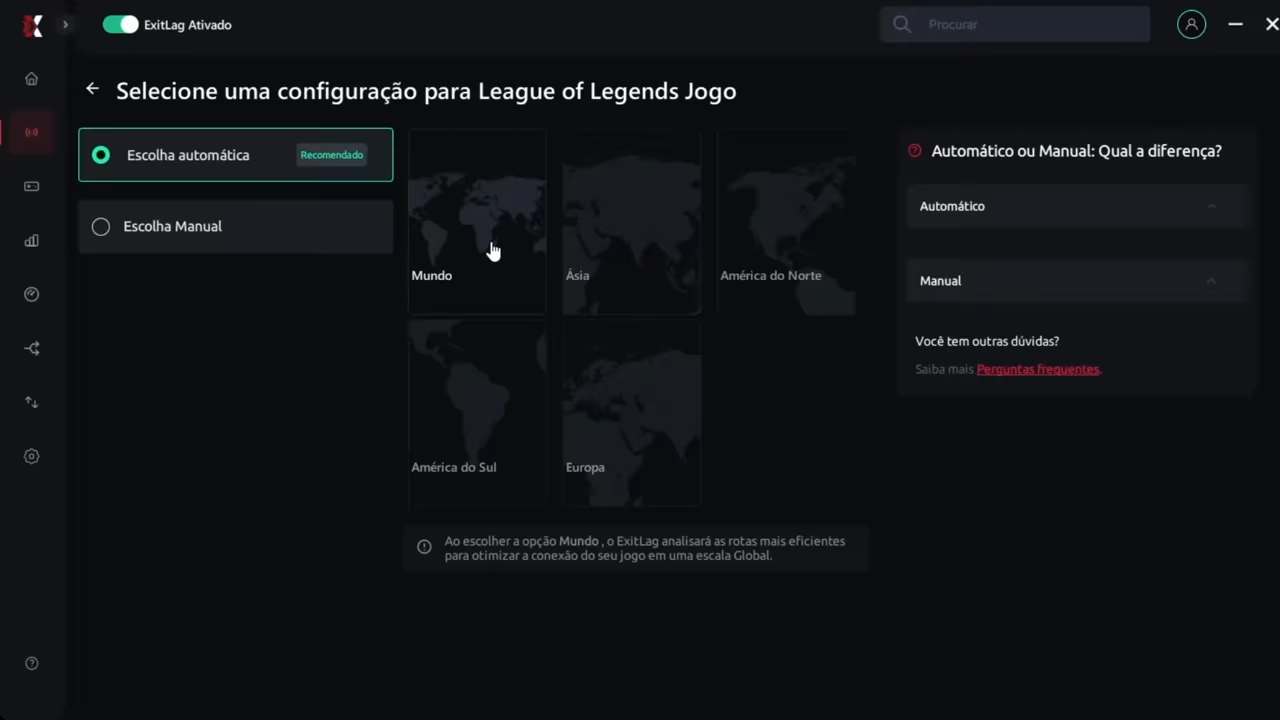 ExitLag Ativado
Procurar
Selecione uma configuração para League of Legends Jogo
Escolha automática
Recomendado
Escolha Manual
Mundo
Ásia
América do Norte
América do Sul
Europa
Ao escolher a opção Mundo , o ExitLag analisará as rotas mais eficientes
para otimizar a conexão do seu jogo em uma escala Global.
Automático ou Manual: Qual a diferença?
Automático
Manual
Você tem outras dúvidas?
Saiba mais Perguntas frequentes.